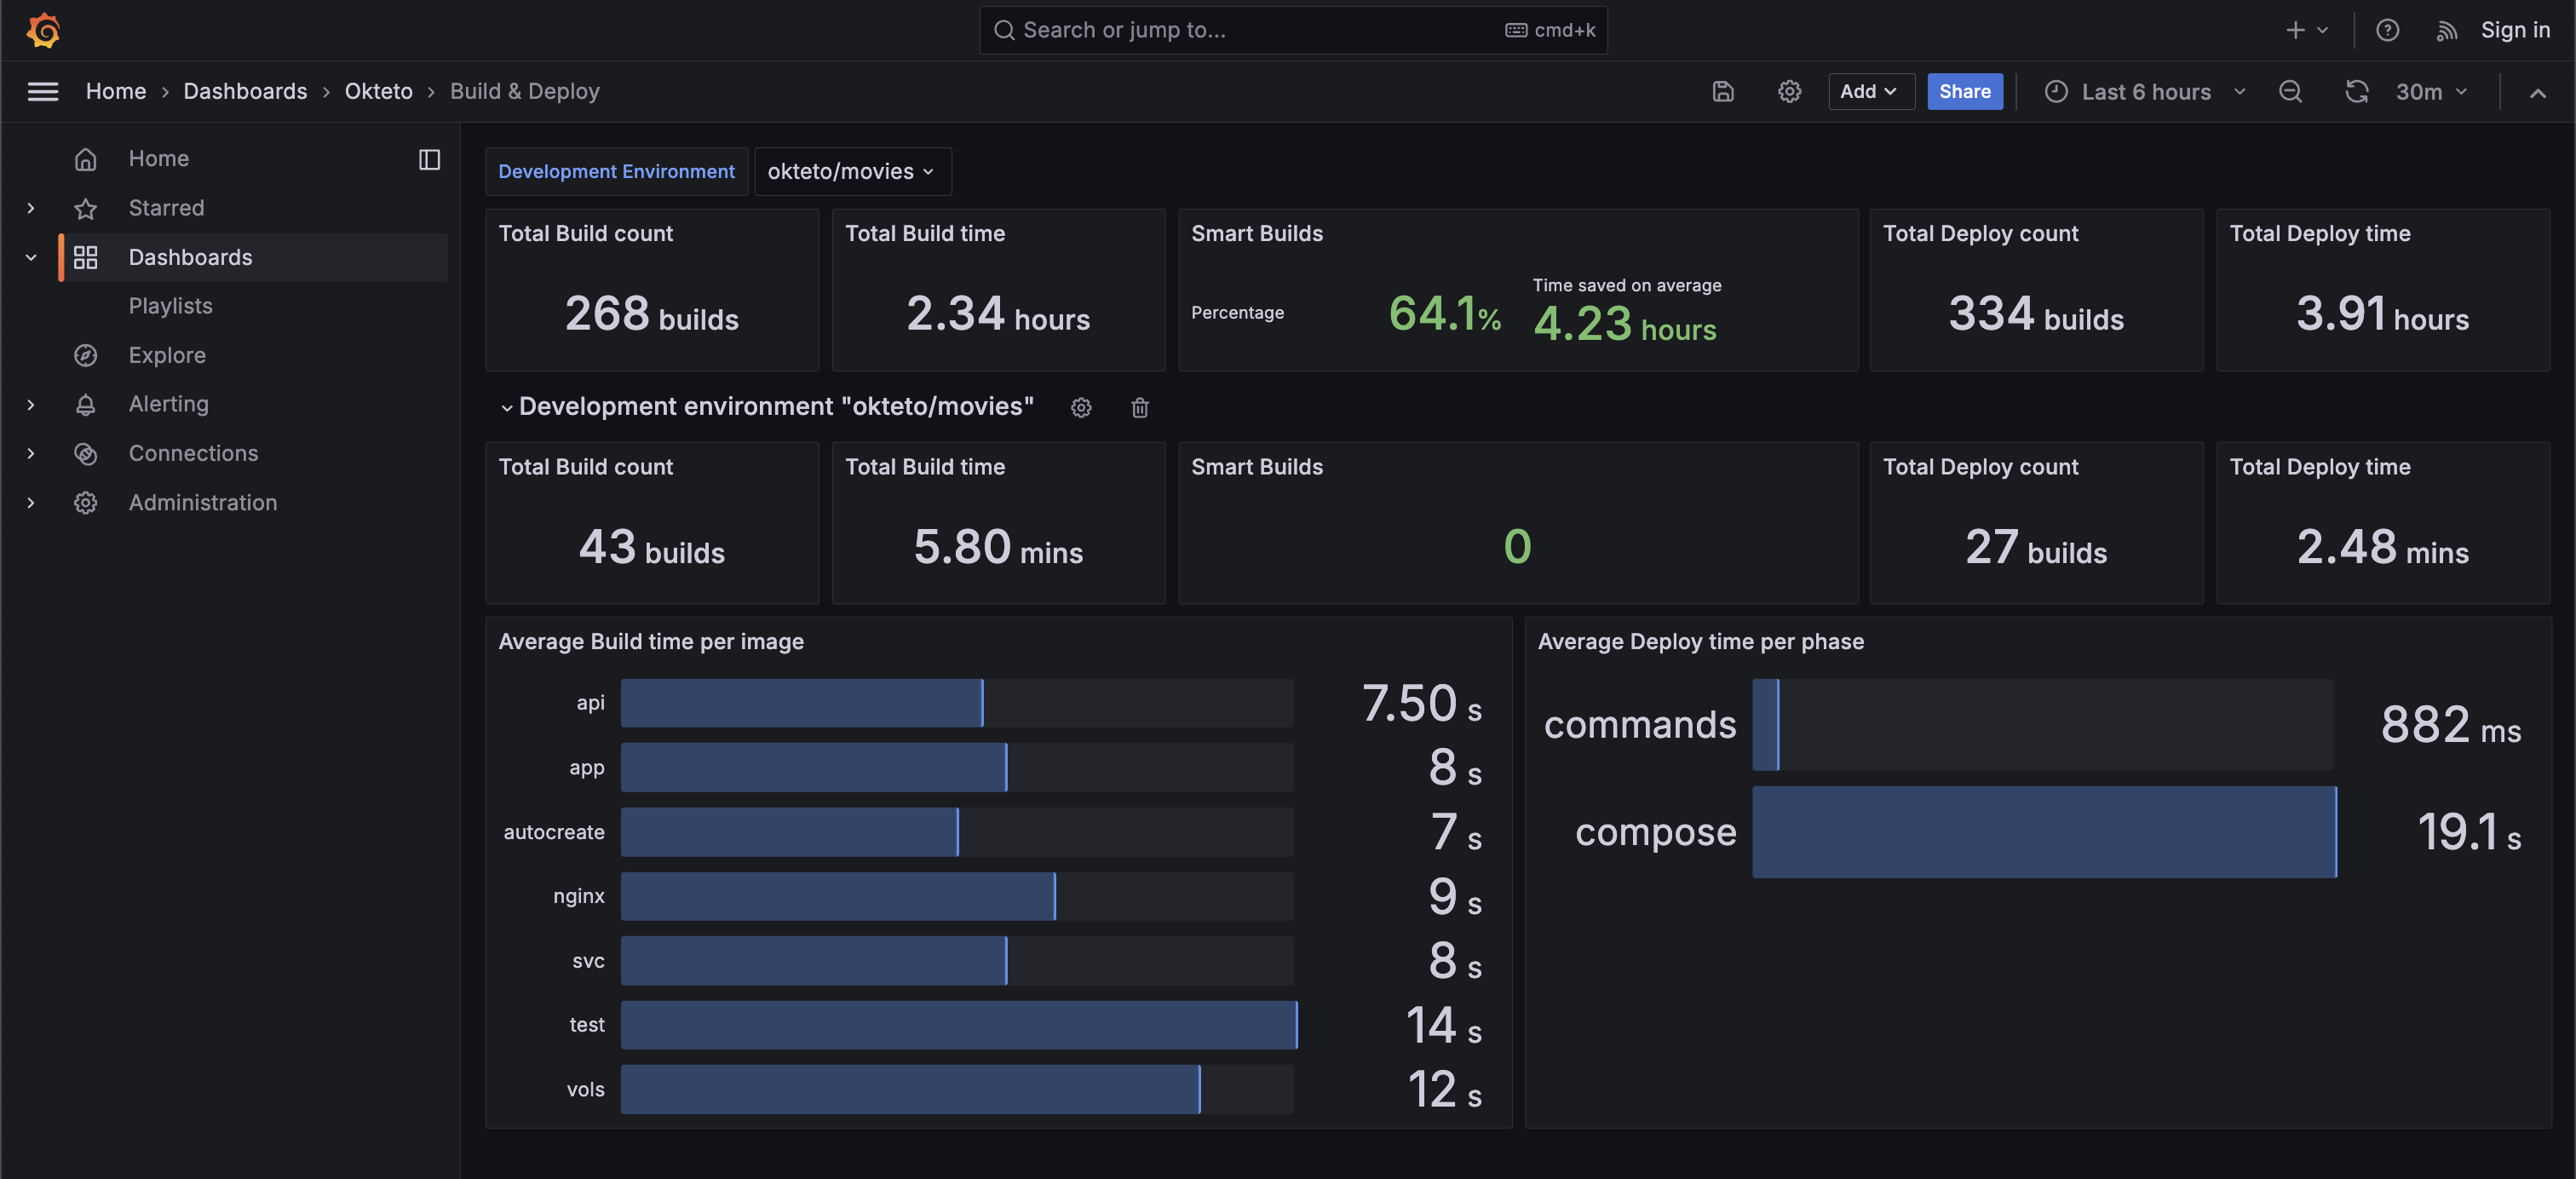 Search or jump to...
cmd+k
Sign in
Home › Dashboards › Okteto › Build & Deploy
Add
Share
Last 6 hours
30m
Home
Starred
Dashboards
Playlists
Explore
Alerting
Connections
Administration
Development Environment
okteto/movies
Total Build count
268 builds
Total Build time
2.34 hours
Smart Builds
Percentage
64.1%
Time saved on average
4.23 hours
Total Deploy count
334 builds
Total Deploy time
3.91 hours
Development environment "okteto/movies"
Total Build count
43 builds
Total Build time
5.80 mins
Smart Builds
0
Total Deploy count
27 builds
Total Deploy time
2.48 mins
Average Build time per image
api 7.50 s
app 8 s
autocreate 7 s
nginx 9 s
svc 8 s
test 14 s
vols 12 s
Average Deploy time per phase
commands 882 ms
compose 19.1 s